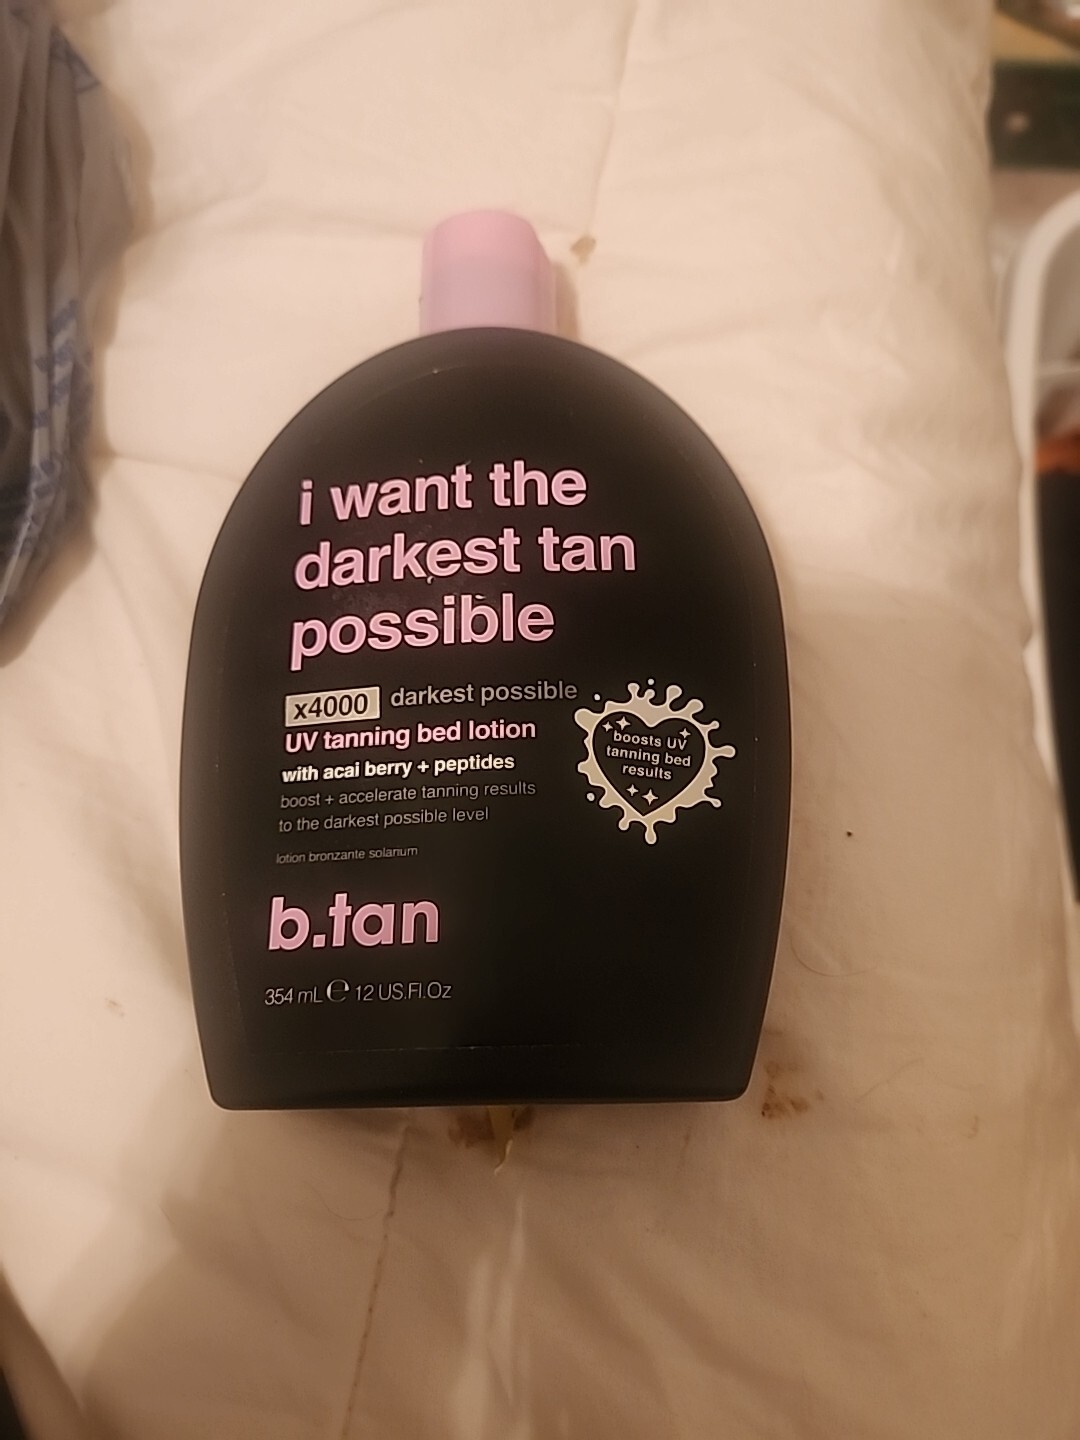 i want the
darkest tan
possible
x4000 darkest possible
UV tanning bed lotion
with acai berry + peptides
boost + accelerate tanning results
to the darkest possible level
lotion bronzante solarium
boosts UV
tanning bed
results
b.tan
354 mL ℮ 12 US.Fl.Oz